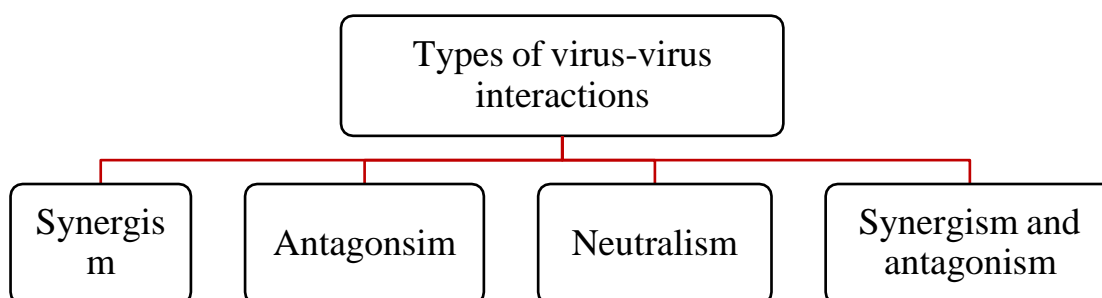 Types of virus-virus
interactions
Synergis
m
Antagonsim
Neutralism
Synergism and
antagonism